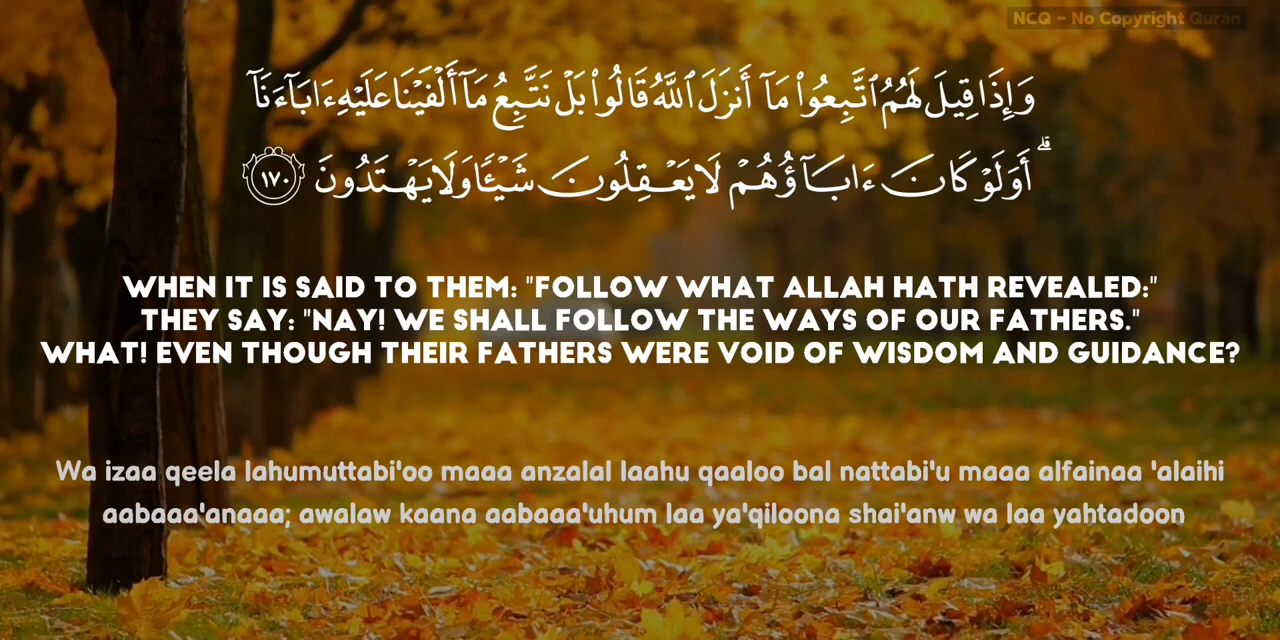 NCQ - No Copyright Quran
وَإِذَا قِيلَ لَهُمُ ٱتَّبِعُوا۟ مَآ أَنزَلَ ٱللَّهُ قَالُوا۟ بَلْ نَتَّبِعُ مَآ أَلْفَيْنَا عَلَيْهِ ءَابَآءَنَآ
ۗ أَوَلَوْ كَانَ ءَابَآؤُهُمْ لَا يَعْقِلُونَ شَيْـًٔا وَلَا يَهْتَدُونَ ١٧٠
WHEN IT IS SAID TO THEM: "FOLLOW WHAT ALLAH HATH REVEALED:"
THEY SAY: "NAY! WE SHALL FOLLOW THE WAYS OF OUR FATHERS."
WHAT! EVEN THOUGH THEIR FATHERS WERE VOID OF WISDOM AND GUIDANCE?
Wa izaa qeela lahumuttabi'oo maaa anzalal laahu qaaloo bal nattabi'u maaa alfainaa 'alaihi
aabaaa'anaaa; awalaw kaana aabaaa'uhum laa ya'qiloona shai'anw wa laa yahtadoon